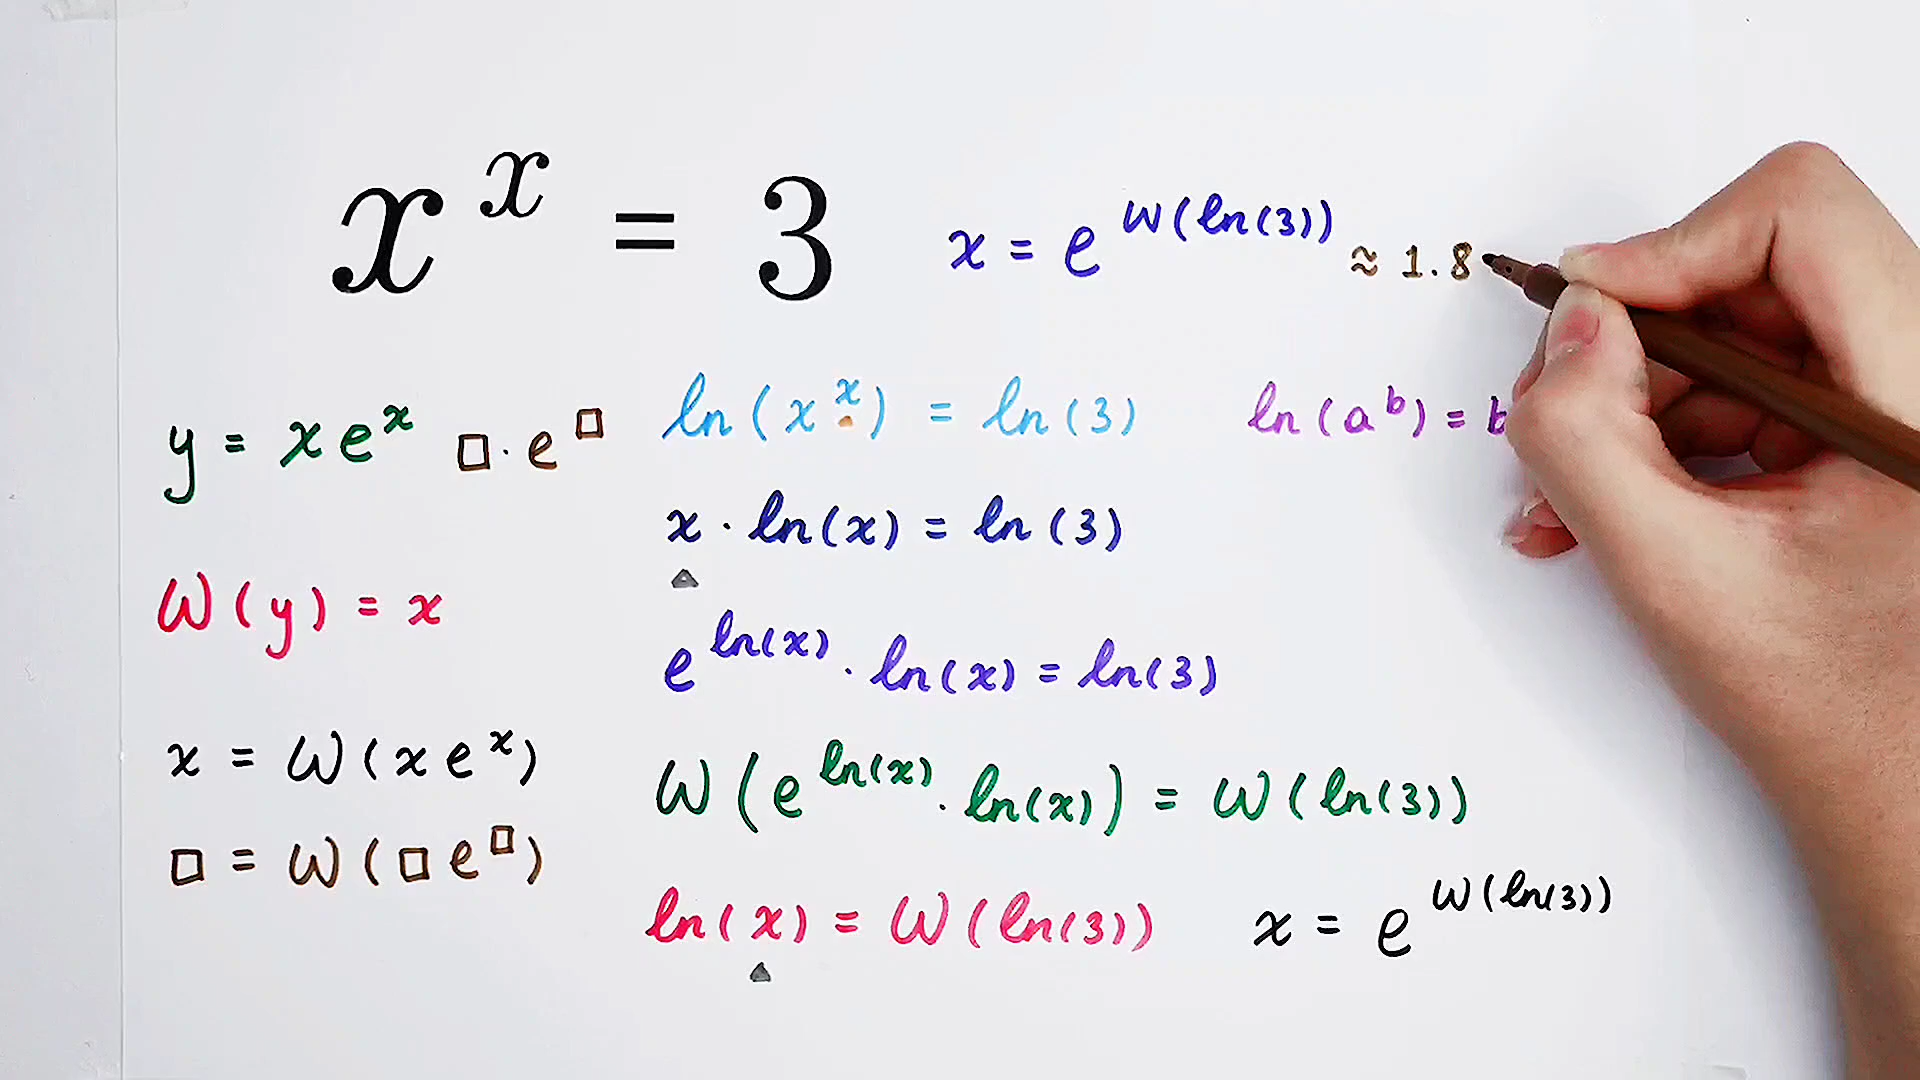 x^x = 3
x = e^{W(ln(3))} ≈ 1.8
y = xe^x □·e^□
W(y) = x
x = W(xe^x)
□ = W(□e^□)
ln(x^x) = ln(3)
ln(a^b) = b
x · ln(x) = ln(3)
e^{ln(x)} · ln(x) = ln(3)
W(e^{ln(x)} · ln(x)) = W(ln(3))
ln(x) = W(ln(3))
x = e^{W(ln(3))}